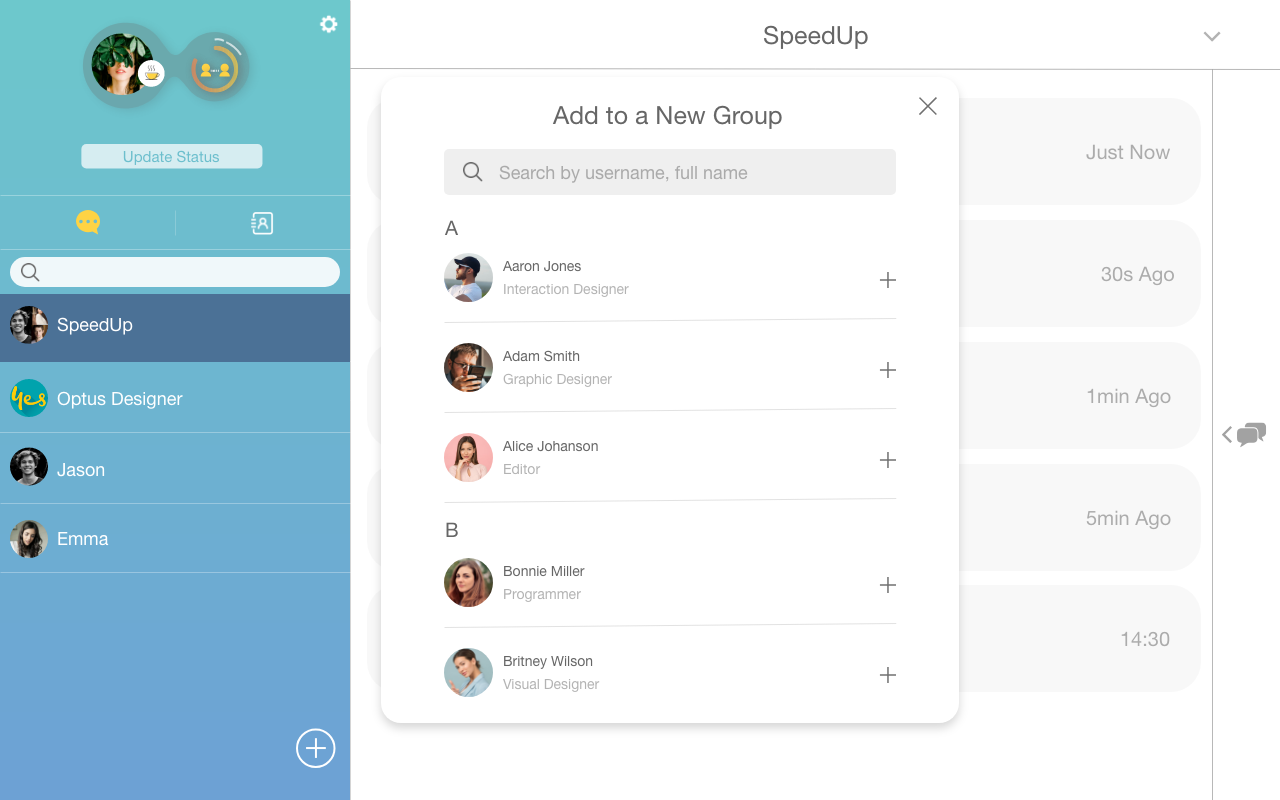 Update Status
SpeedUp
yes
Optus Designer
Jason
Emma
SpeedUp
Add to a New Group
Search by username, full name
A
Aaron Jones
Interaction Designer
Adam Smith
Graphic Designer
Alice Johanson
Editor
B
Bonnie Miller
Programmer
Britney Wilson
Visual Designer
Just Now
30s Ago
1min Ago
5min Ago
14:30